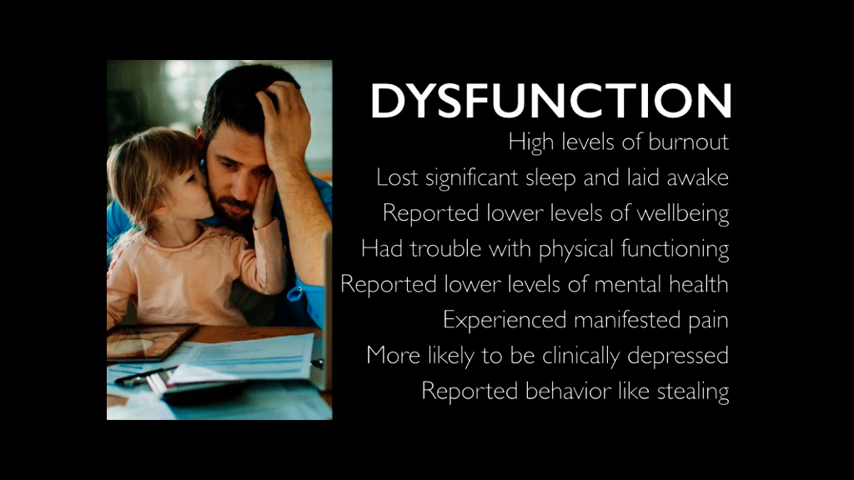 DYSFUNCTION
High levels of burnout
Lost significant sleep and laid awake
Reported lower levels of wellbeing
Had trouble with physical functioning
Reported lower levels of mental health
Experienced manifested pain
More likely to be clinically depressed
Reported behavior like stealing